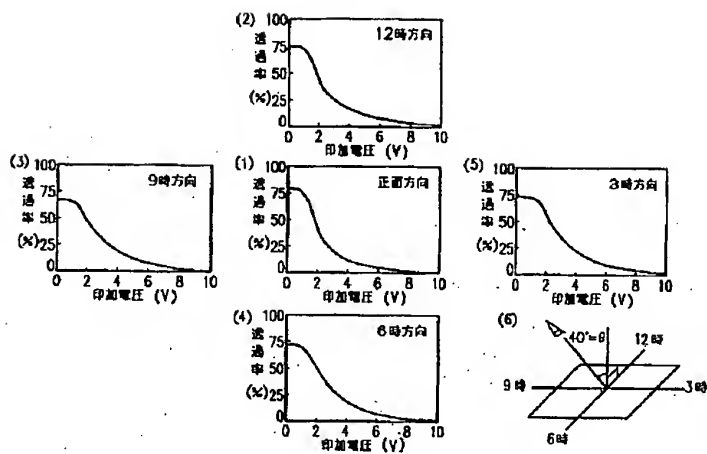 (2)
12時方向
透過率(%)
100
75
50
25
0
0 2 4 6 8 10
印加電圧 (V)
(3)
9時方向
透過率(%)
100
75
50
25
0
0 2 4 6 8 10
印加電圧 (V)
(1)
正面方向
透過率(%)
100
75
50
25
0
0 2 4 6 8 10
印加電圧 (V)
(5)
3時方向
透過率(%)
100
75
50
25
0
0 2 4 6 8 10
印加電圧 (V)
(4)
6時方向
透過率(%)
100
75
50
25
0
0 2 4 6 8 10
印加電圧 (V)
(6)
40°=θ
12時
9時
3時
6時